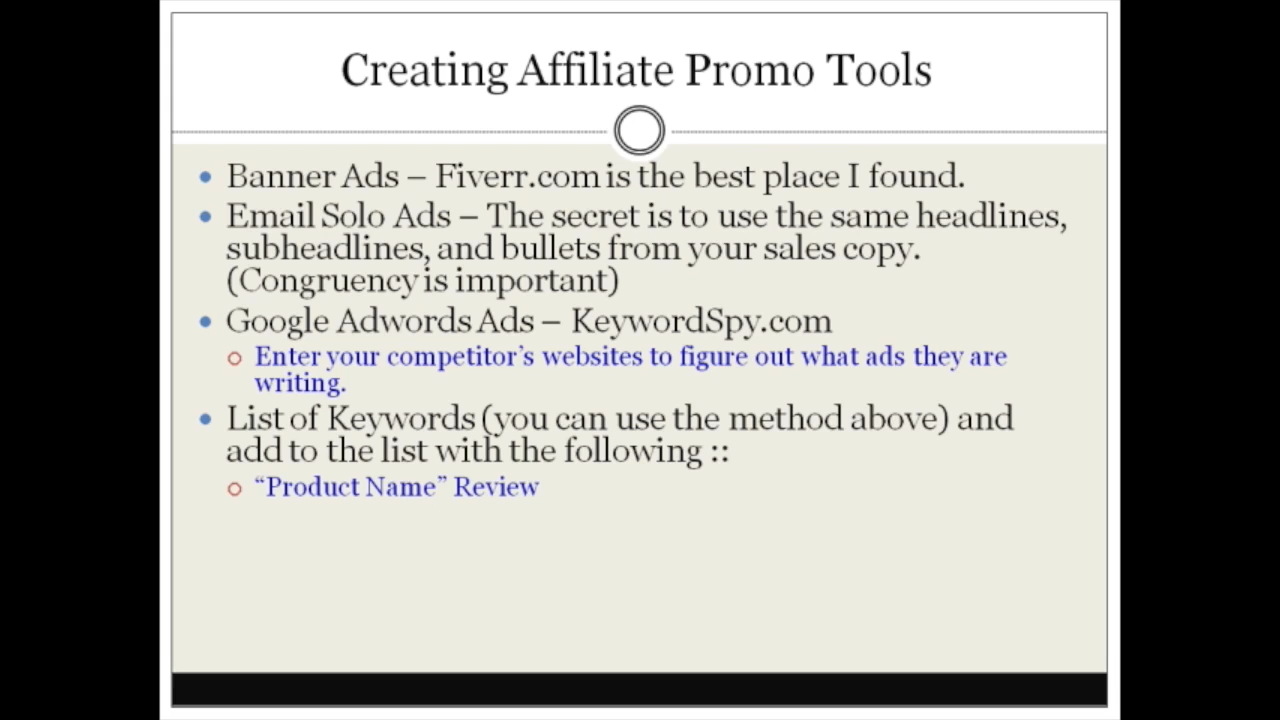 Creating Affiliate Promo Tools
Banner Ads – Fiverr.com is the best place I found.
Email Solo Ads – The secret is to use the same headlines,
subheadlines, and bullets from your sales copy.
(Congruency is important)
Google Adwords Ads – KeywordSpy.com
Enter your competitor’s websites to figure out what ads they are
writing.
List of Keywords (you can use the method above) and
add to the list with the following ::
“Product Name” Review